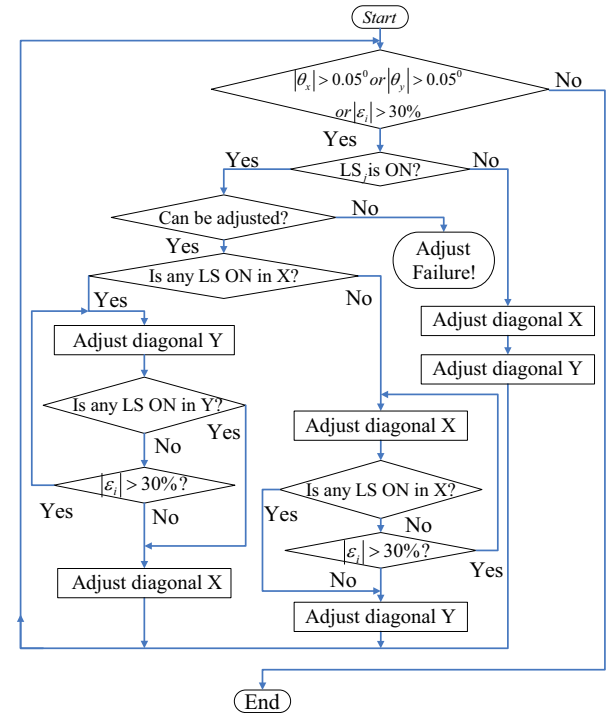 Start
|θₓ| > 0.05⁰ or |θᵧ| > 0.05⁰
or |εᵢ| > 30%
No
Yes
Yes
LSᵢ is ON?
No
Can be adjusted?
No
Yes
Adjust
Failure!
Is any LS ON in X?
Yes
No
Adjust diagonal X
Adjust diagonal Y
Adjust diagonal Y
Is any LS ON in Y?
Yes
No
Adjust diagonal X
|εᵢ| > 30%?
Yes
No
Is any LS ON in X?
Yes
No
|εᵢ| > 30%?
No
Yes
Adjust diagonal X
Adjust diagonal Y
End